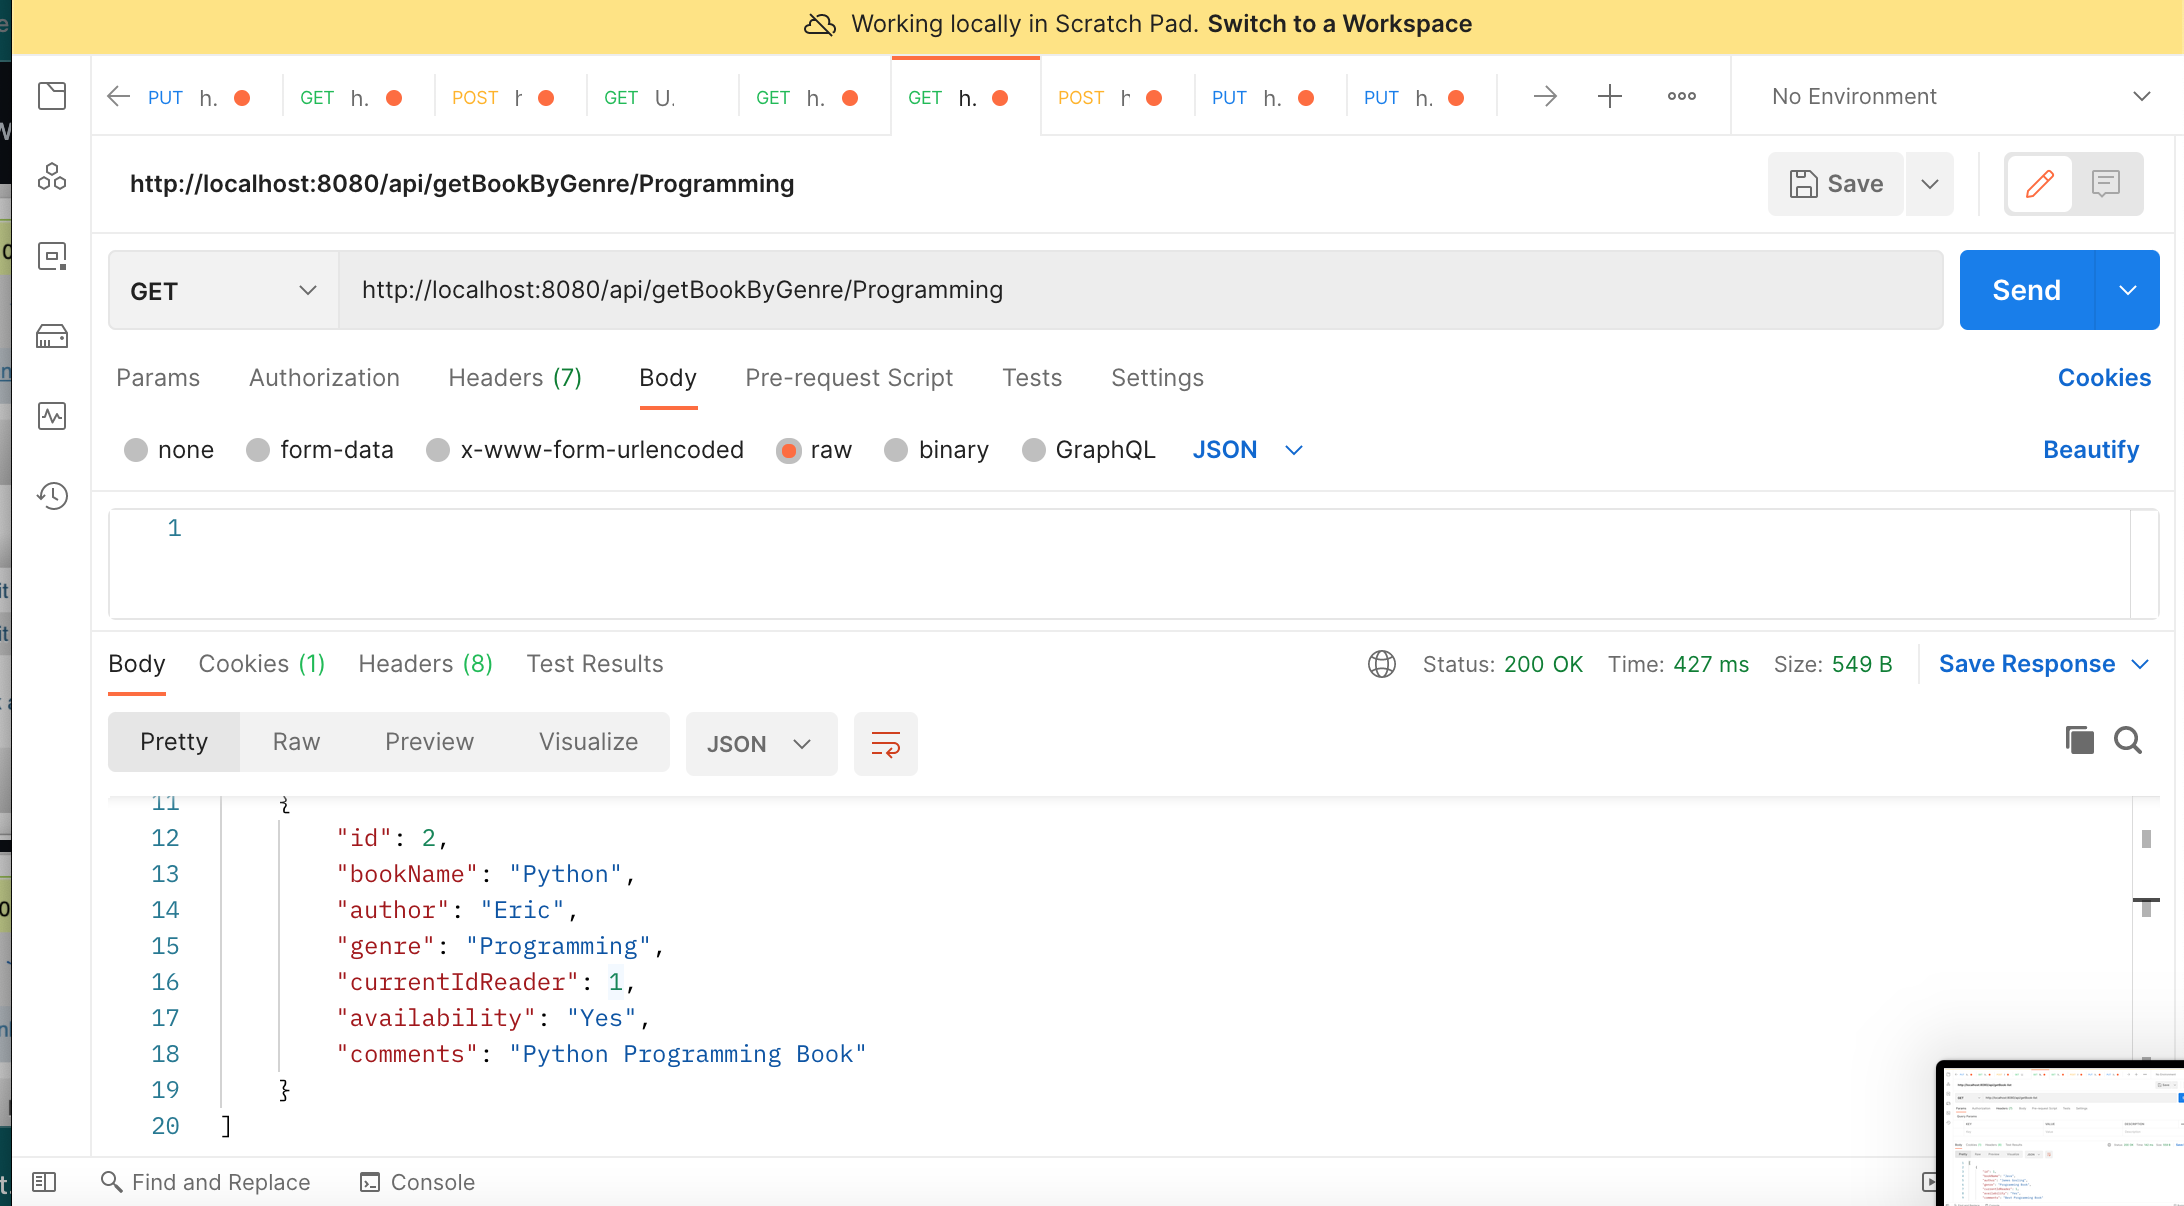 Working locally in Scratch Pad. Switch to a Workspace
PUT h. GET h. POST GET U. GET h. GET h. POST PUT h. PUT h. No Environment
http://localhost:8080/api/getBookByGenre/Programming
Save
GET http://localhost:8080/api/getBookByGenre/Programming Send
Params Authorization Headers (7) Body Pre-request Script Tests Settings Cookies
none form-data x-www-form-urlencoded raw binary GraphQL JSON Beautify
1
Body Cookies (1) Headers (8) Test Results Status: 200 OK Time: 427 ms Size: 549 B Save Response
Pretty Raw Preview Visualize JSON
11 {
12 "id": 2,
13 "bookName": "Python",
14 "author": "Eric",
15 "genre": "Programming",
16 "currentIdReader": 1,
17 "availability": "Yes",
18 "comments": "Python Programming Book"
19 }
20 ]
Find and Replace Console